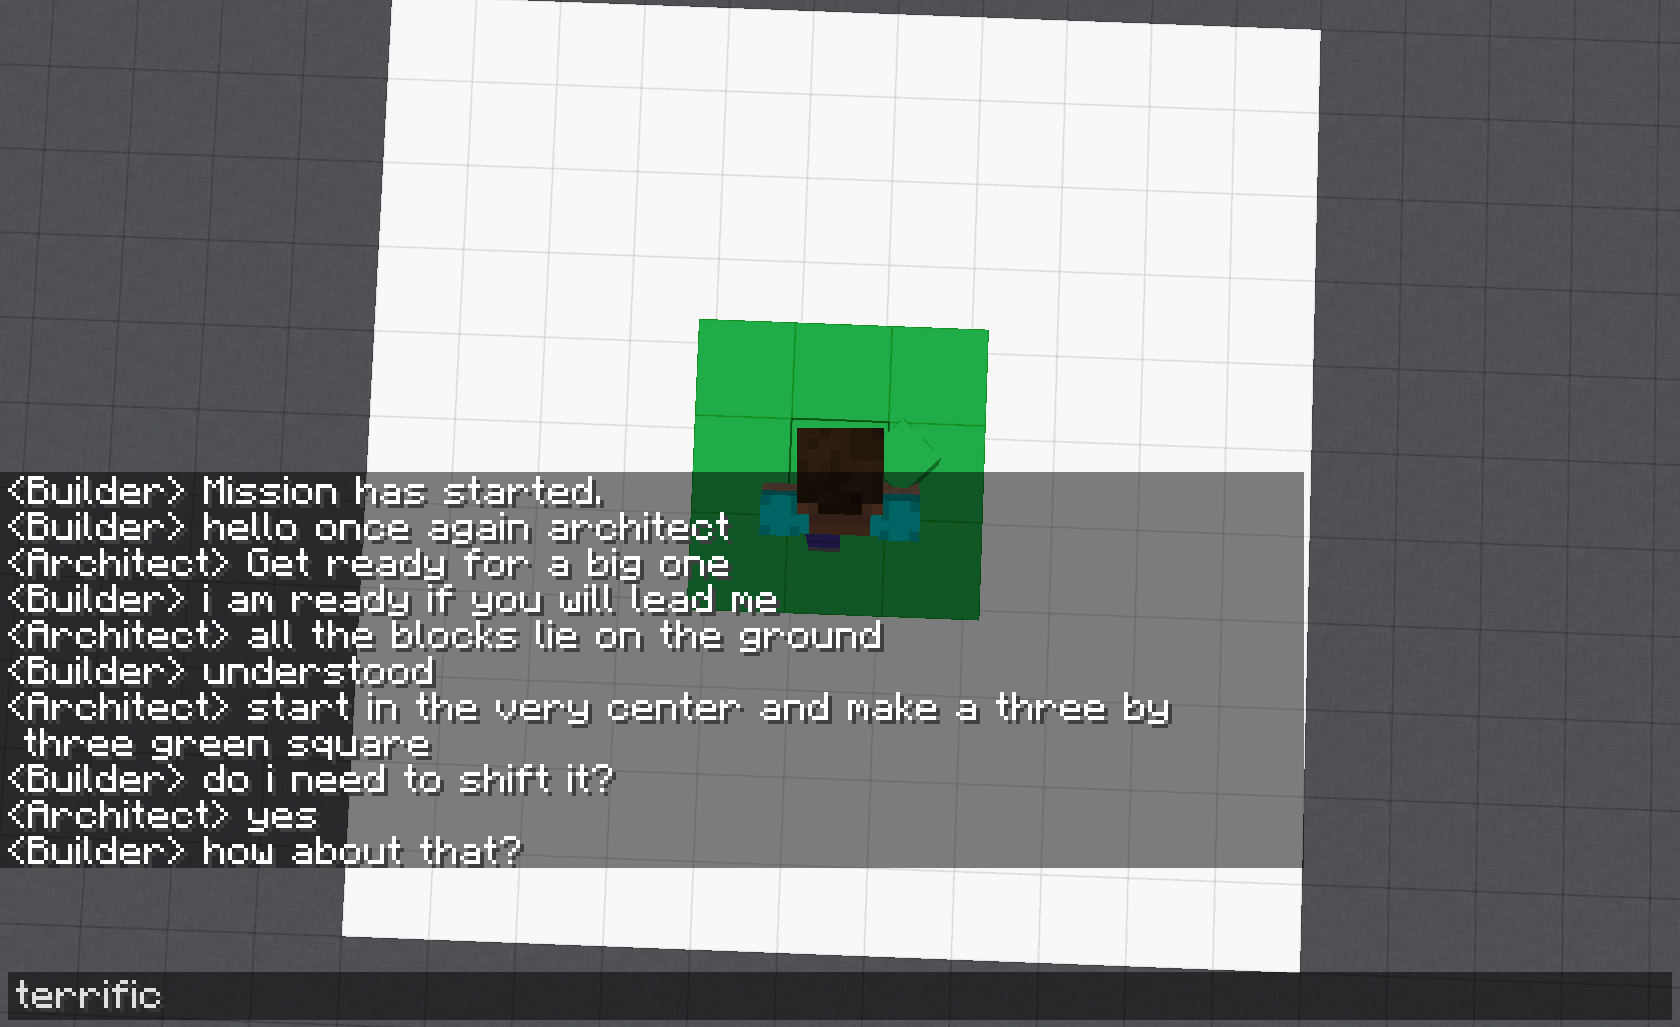 <Builder> Mission has started.
<Builder> hello once again architect
<Architect> Get ready for a big one
<Builder> i am ready if you will lead me
<Architect> all the blocks lie on the ground
<Builder> understood
<Architect> start in the very center and make a three by
three green square
<Builder> do i need to shift it?
<Architect> yes
<Builder> how about that?
terrific